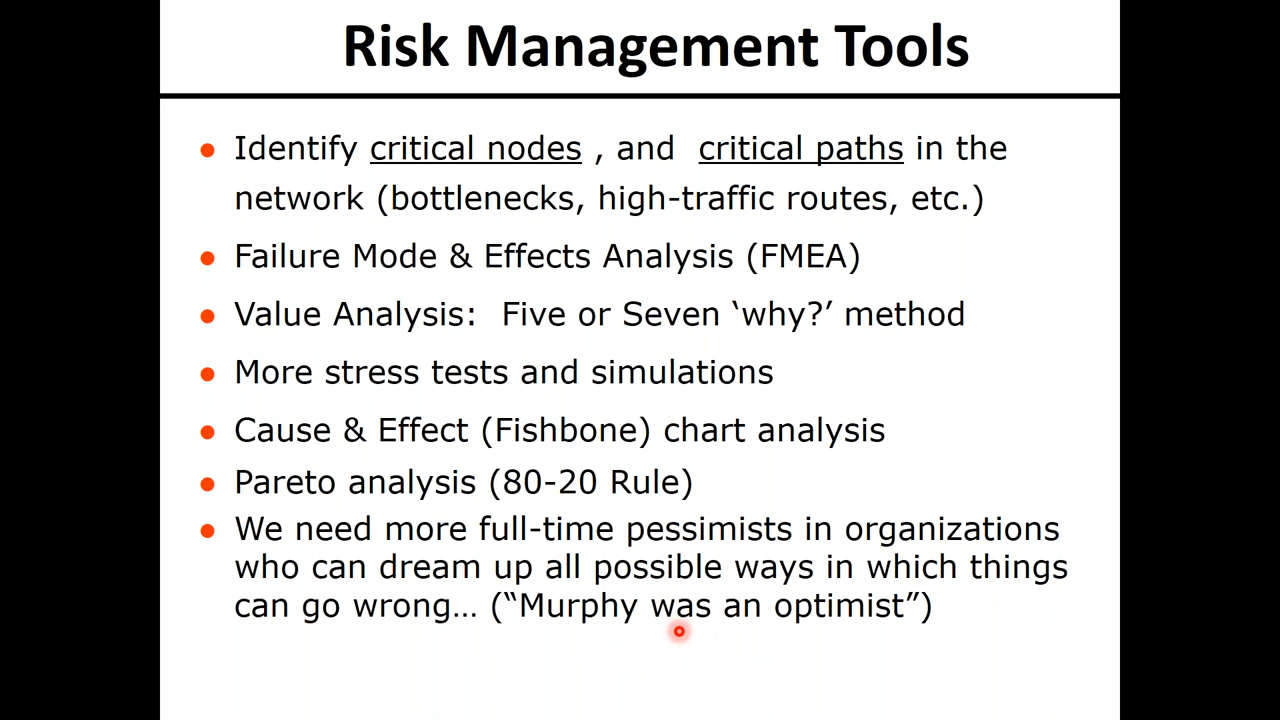 Risk Management Tools
Identify critical nodes , and critical paths in the
network (bottlenecks, high-traffic routes, etc.)
Failure Mode & Effects Analysis (FMEA)
Value Analysis: Five or Seven ‘why?’ method
More stress tests and simulations
Cause & Effect (Fishbone) chart analysis
Pareto analysis (80-20 Rule)
We need more full-time pessimists in organizations
who can dream up all possible ways in which things
can go wrong… (“Murphy was an optimist”)